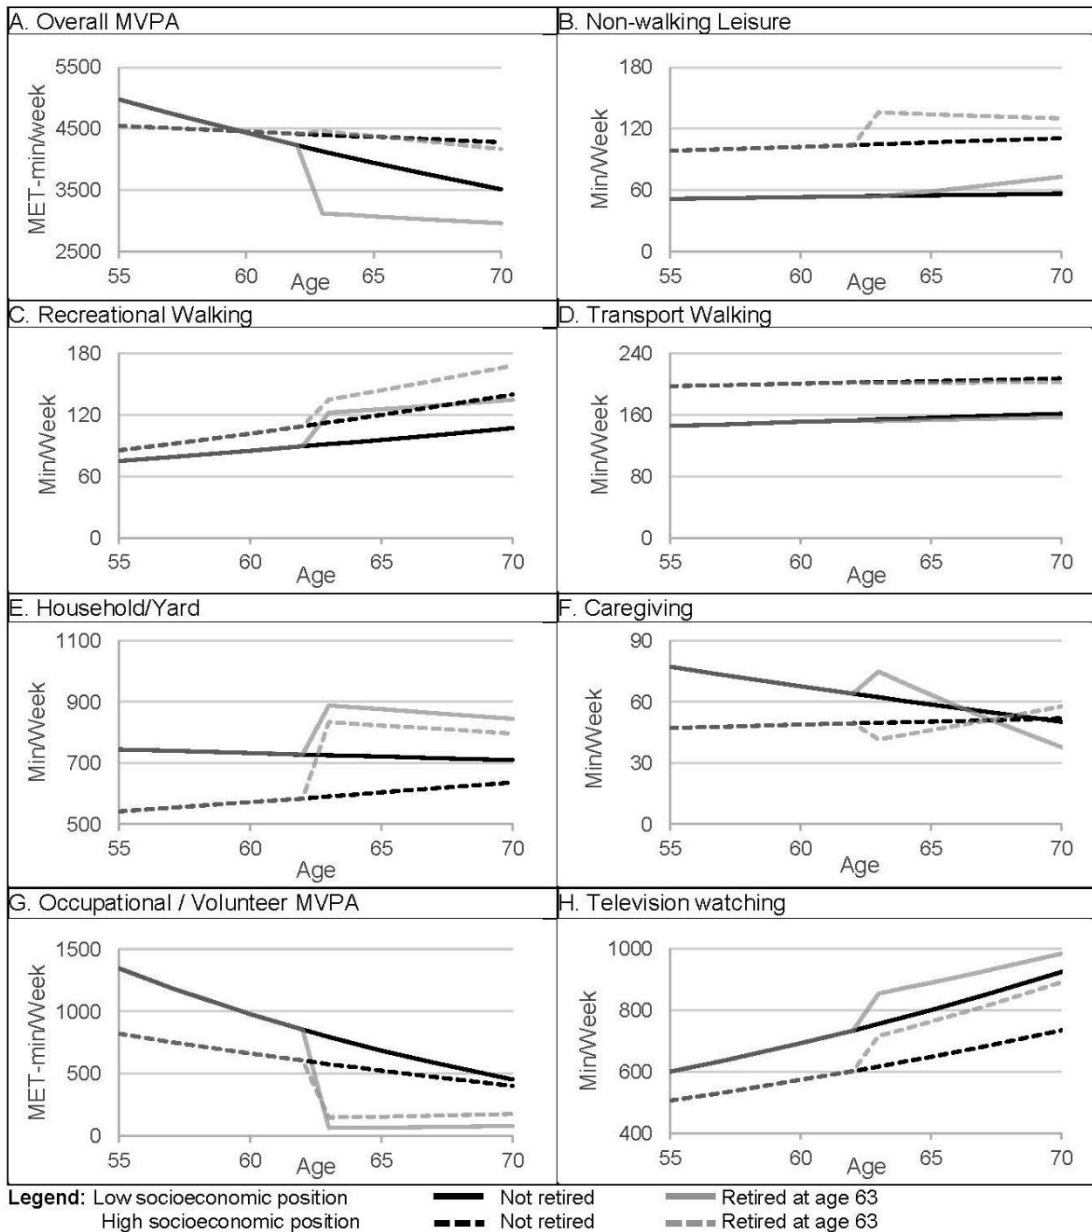 A. Overall MVPA
5500
4500
3500
2500
MET-min/week
55 60 65 70
Age
B. Non-walking Leisure
180
120
60
0
Min/Week
55 60 65 70
Age
C. Recreational Walking
180
120
60
0
Min/Week
55 60 65 70
Age
D. Transport Walking
240
160
80
0
Min/Week
55 60 65 70
Age
E. Household/Yard
1100
900
700
500
Min/Week
55 60 65 70
Age
F. Caregiving
90
60
30
0
Min/Week
55 60 65 70
Age
G. Occupational / Volunteer MVPA
1500
1000
500
0
MET-min/Week
55 60 65 70
Age
H. Television watching
1000
800
600
400
Min/Week
55 60 65 70
Age
Legend: Low socioeconomic position Not retired Retired at age 63
High socioeconomic position Not retired Retired at age 63